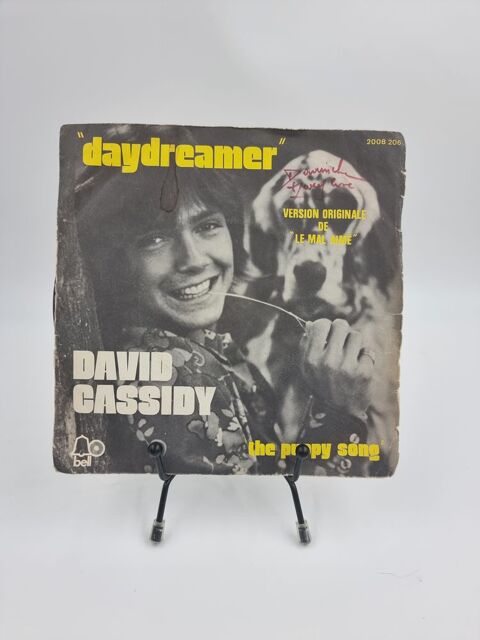 "daydreamer"
2008 206
VERSION ORIGINALE
DE
"LE MAL AIMÉ"
DAVID
CASSIDY
the puppy song
bell